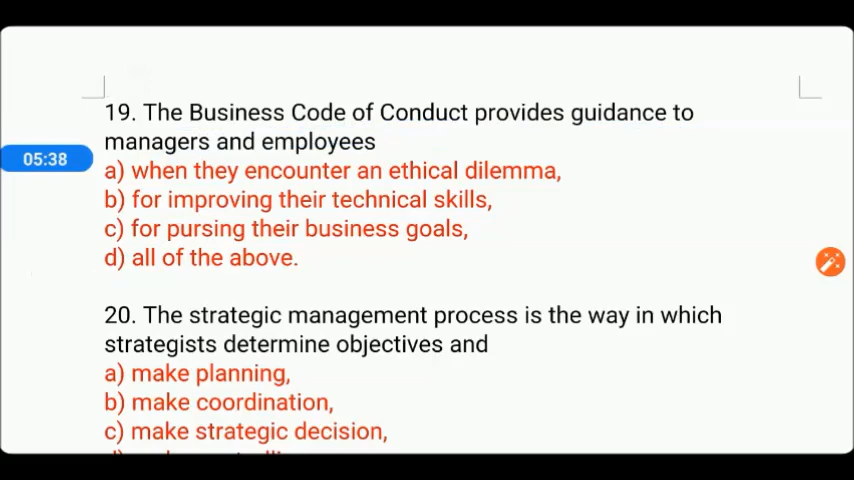 19. The Business Code of Conduct provides guidance to
managers and employees
05:38
a) when they encounter an ethical dilemma,
b) for improving their technical skills,
c) for pursing their business goals,
d) all of the above.
20. The strategic management process is the way in which
strategists determine objectives and
a) make planning,
b) make coordination,
c) make strategic decision,